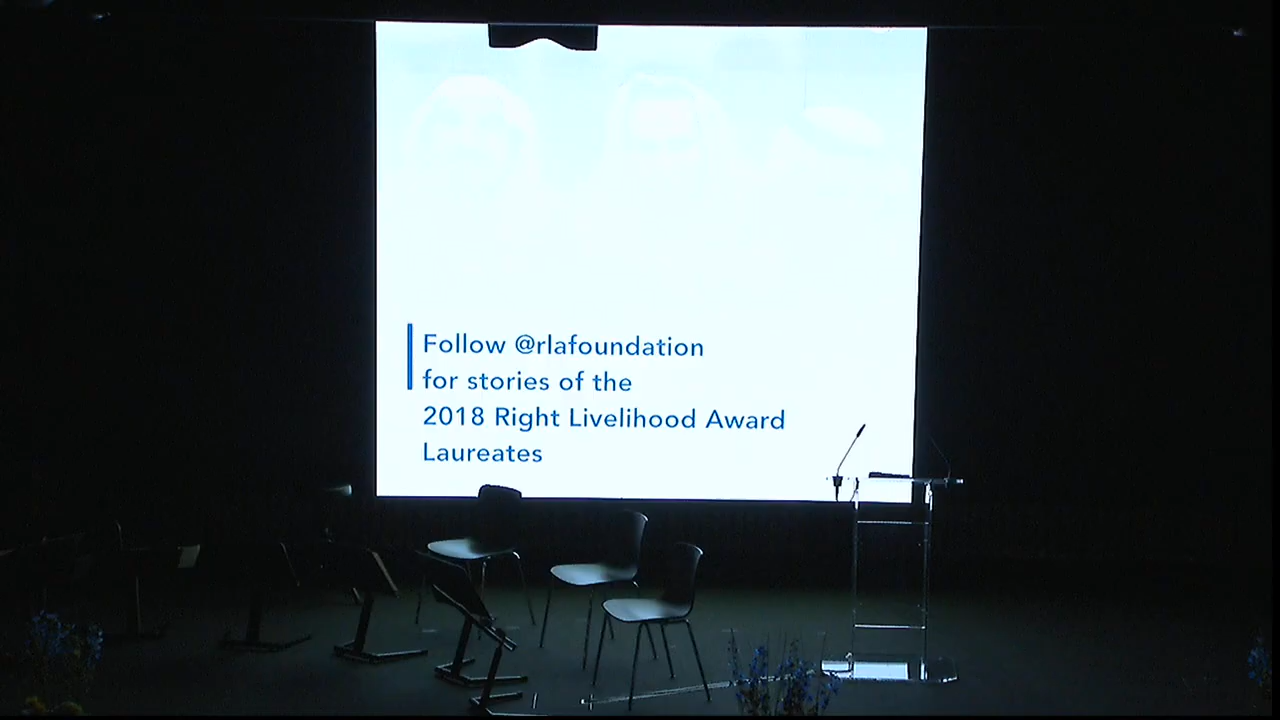 Follow @rlafoundation
for stories of the
2018 Right Livelihood Award
Laureates